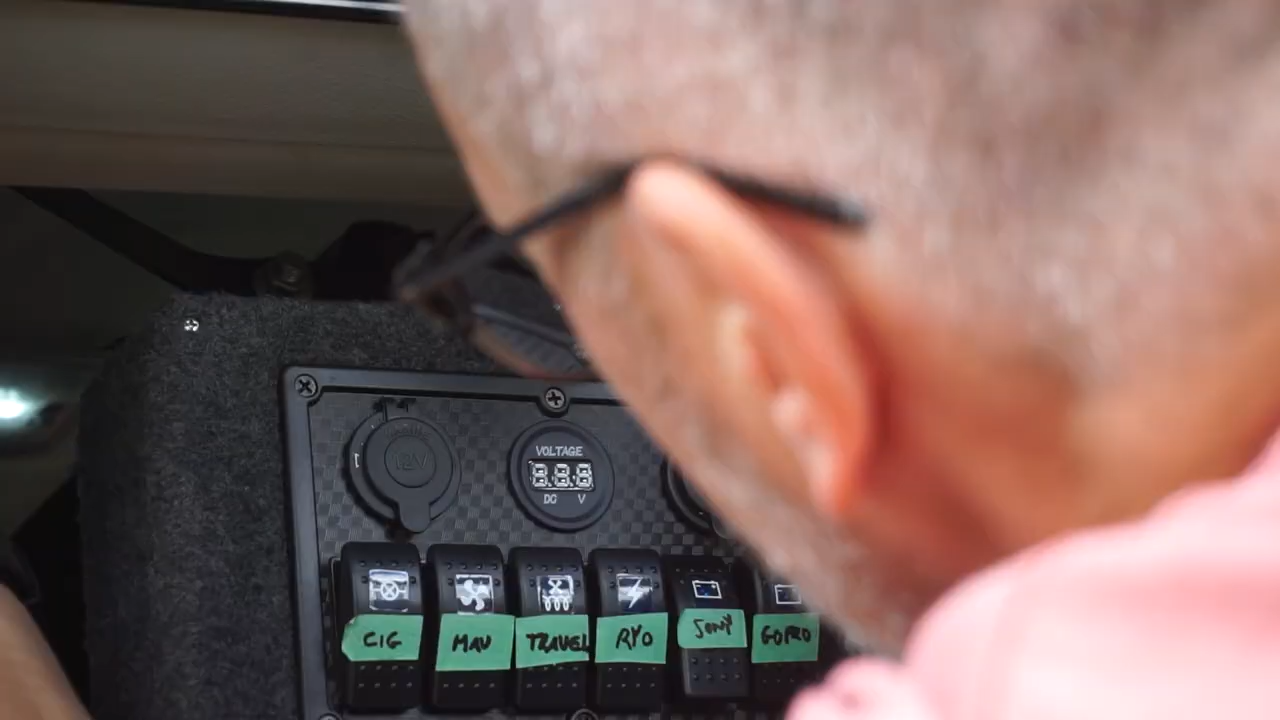 12V
VOLTAGE
8.8.8
DC V
CIG
MAV
TRAVEL
RYO
SONY
GOPRO